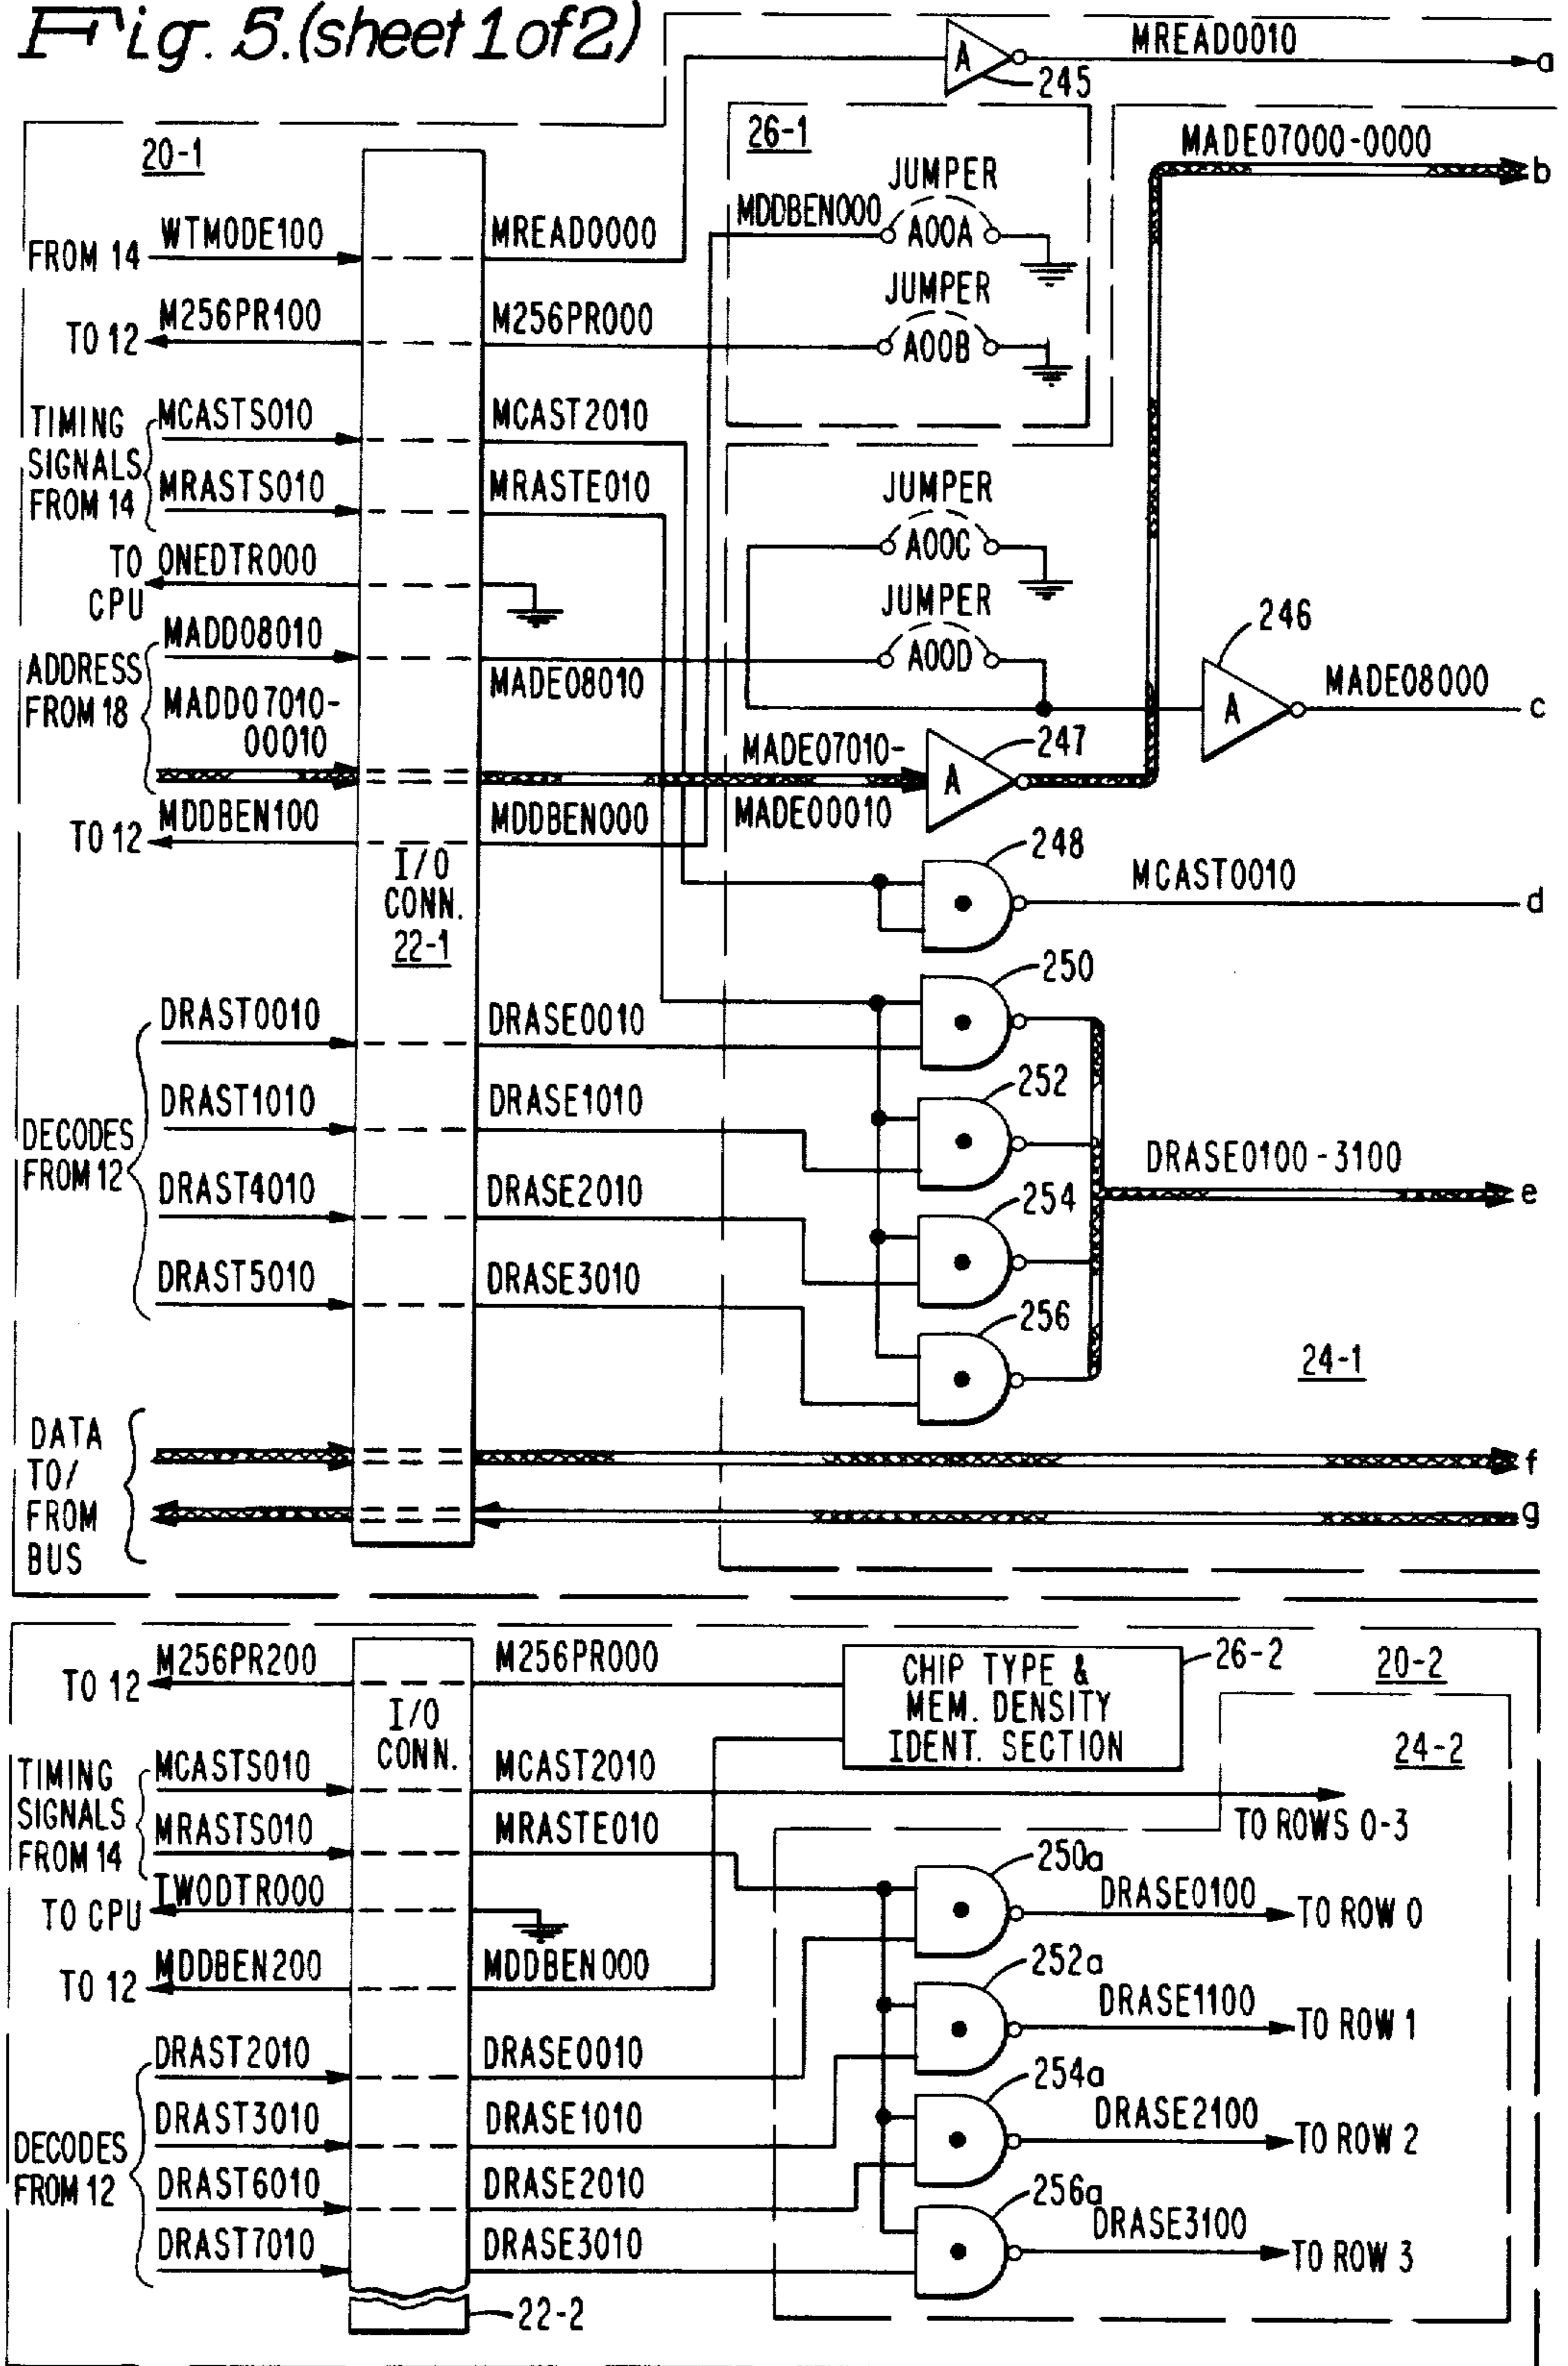 Fig. 5. (sheet 1 of 2)
A
245
MREAD0010
a
20-1
26-1
MADE07000-0000
b
JUMPER
MDDBEN000
A00A
FROM 14
WTMODE100
MREAD0000
JUMPER
A00B
TO 12
M256PR100
M256PR000
TIMING
SIGNALS
FROM 14
MCASTS010
MCAST2010
MRASTS010
MRASTE010
JUMPER
A00C
TO
CPU
ONEDTR000
JUMPER
A00D
ADDRESS
FROM 18
MADD08010
MADE08010
246
A
MADE08000
c
MADD07010-
00010
MADE07010-
MADE00010
A
247
TO 12
MDDBEN100
MDDBEN000
I/O
CONN.
22-1
248
MCAST0010
d
250
DECODES
FROM 12
DRAST0010
DRASE0010
252
DRAST1010
DRASE1010
DRASE0100-3100
e
254
DRAST4010
DRASE2010
256
DRAST5010
DRASE3010
24-1
DATA
TO/
FROM
BUS
f
g
TO 12
M256PR200
M256PR000
CHIP TYPE &
MEM. DENSITY
IDENT. SECTION
26-2
20-2
I/O
CONN.
24-2
TIMING
SIGNALS
FROM 14
MCASTS010
MCAST2010
TO ROWS 0-3
MRASTS010
MRASTE010
250a
DRASE0100
TO ROW 0
TO CPU
TWODTR000
TO 12
MDDBEN200
MDDBEN000
252a
DRASE1100
TO ROW 1
DECODES
FROM 12
DRAST2010
DRASE0010
254a
DRASE2100
TO ROW 2
DRAST3010
DRASE1010
DRAST6010
DRASE2010
256a
DRASE3100
TO ROW 3
DRAST7010
DRASE3010
22-2